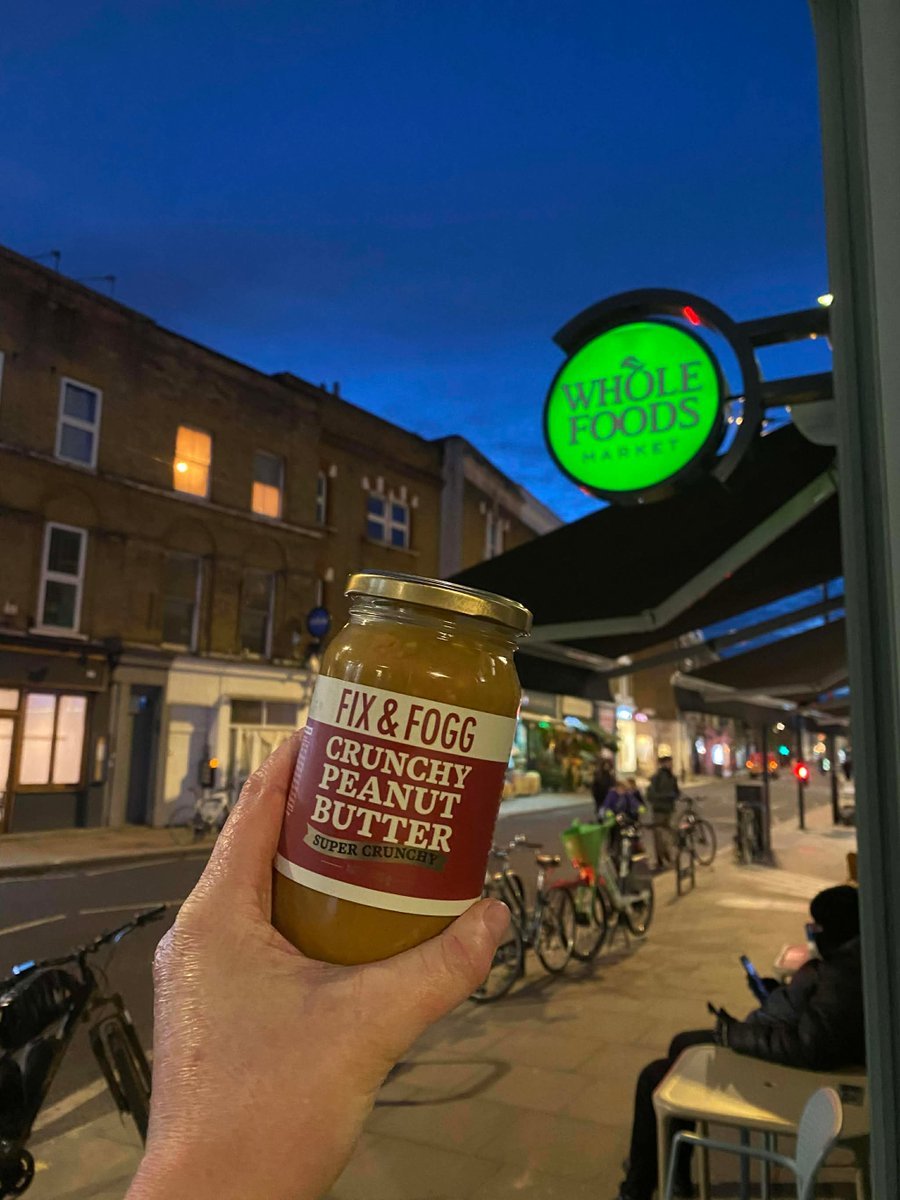 WHOLE
FOODS
MARKET
FIX & FOGG
CRUNCHY
PEANUT
BUTTER
SUPER CRUNCHY